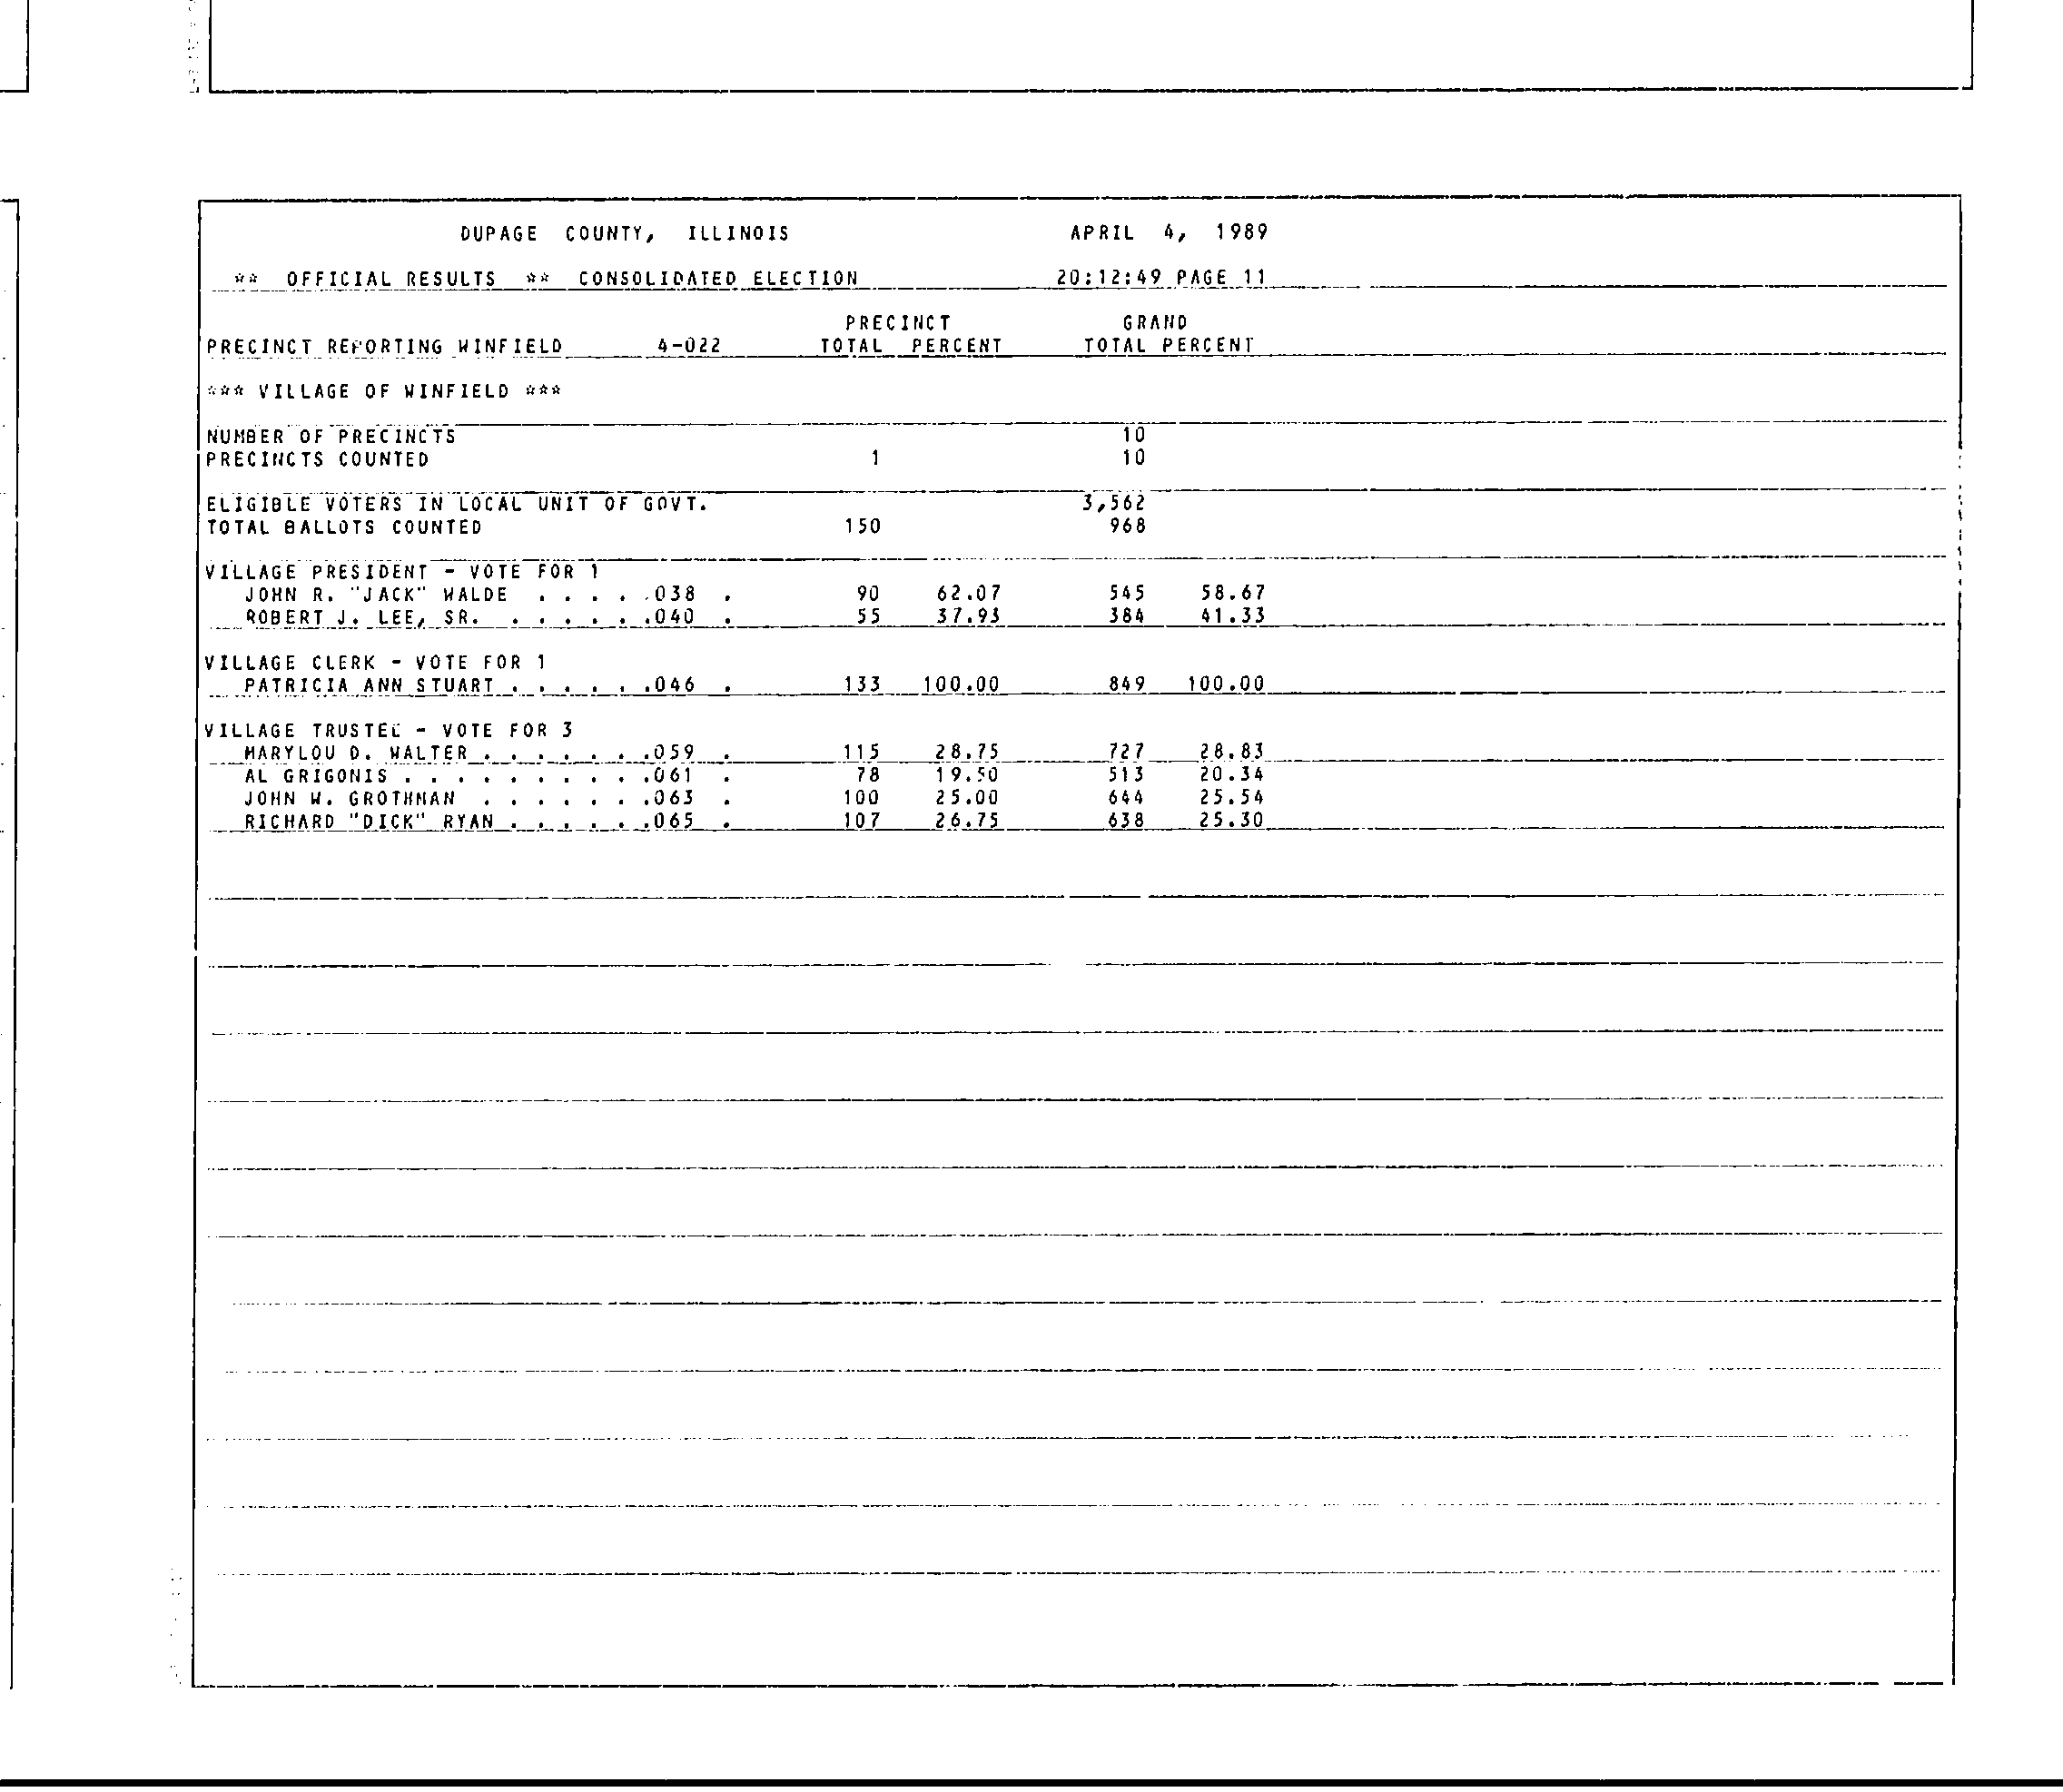 DUPAGE COUNTY, ILLINOIS APRIL 4, 1989
** OFFICIAL RESULTS ** CONSOLIDATED ELECTION 20:12:49 PAGE 11
PRECINCT GRAND
PRECINCT REPORTING WINFIELD 4-022 TOTAL PERCENT TOTAL PERCENT
*** VILLAGE OF WINFIELD ***
NUMBER OF PRECINCTS 10
PRECINCTS COUNTED 1 10
ELIGIBLE VOTERS IN LOCAL UNIT OF GOVT. 3,562
TOTAL BALLOTS COUNTED 150 968
VILLAGE PRESIDENT - VOTE FOR 1
JOHN R. "JACK" WALDE . . . . .038 . 90 62.07 545 58.67
ROBERT J. LEE, SR. . . . . . .040 . 55 37.93 384 41.33
VILLAGE CLERK - VOTE FOR 1
PATRICIA ANN STUART . . . . . .046 . 133 100.00 849 100.00
VILLAGE TRUSTEE - VOTE FOR 3
MARYLOU D. WALTER . . . . . . .059 . 115 28.75 727 28.83
AL GRIGONIS . . . . . . . . . .061 . 78 19.50 513 20.34
JOHN W. GROTHMAN . . . . . . .063 . 100 25.00 644 25.54
RICHARD "DICK" RYAN . . . . . .065 . 107 26.75 638 25.30